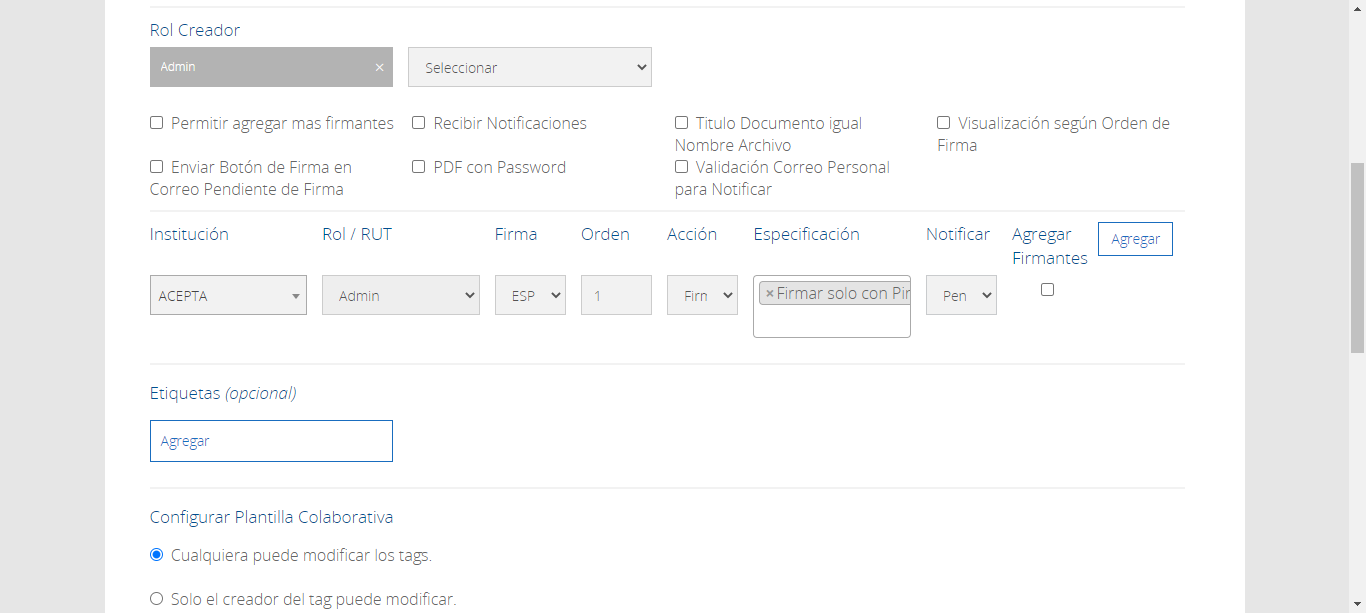 Rol Creador
Admin ×
Seleccionar
Permitir agregar mas firmantes
Recibir Notificaciones
Titulo Documento igual
Nombre Archivo
Visualización según Orden de
Firma
Enviar Botón de Firma en
Correo Pendiente de Firma
PDF con Password
Validación Correo Personal
para Notificar
Institución
Rol / RUT
Firma
Orden
Acción
Especificación
Notificar
Agregar
Firmantes
Agregar
ACEPTA
Admin
ESP
1
Firn
× Firmar solo con Pir
Pen
Etiquetas (opcional)
Agregar
Configurar Plantilla Colaborativa
Cualquiera puede modificar los tags.
Solo el creador del tag puede modificar.